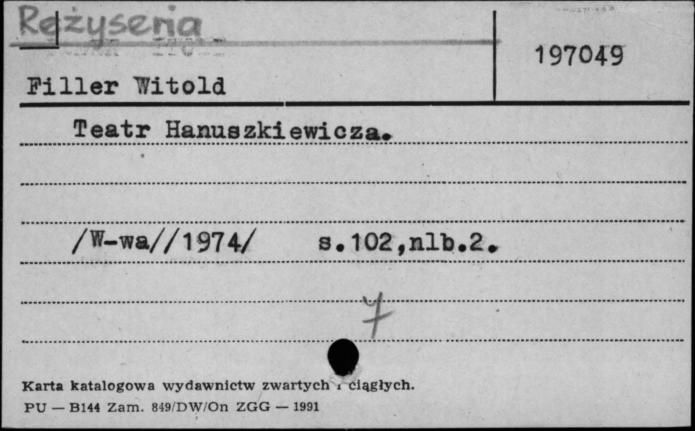 Reżyseria
197049
Filler Witold
Teatr Hanuszkiewicza.
/W-wa//1974/ s.102,nlb.2.
7
Karta katalogowa wydawnictw zwartych i ciągłych.
PU — B144 Zam. 849/DW/On ZGG — 1991